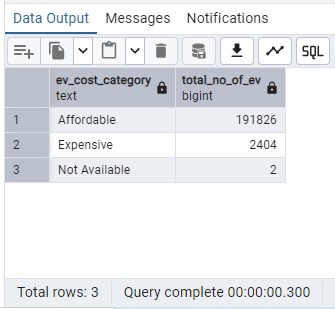 Data Output Messages Notifications
SQL
ev_cost_category total_no_of_ev
text bigint
1 Affordable 191826
2 Expensive 2404
3 Not Available 2
Total rows: 3 Query complete 00:00:00.300